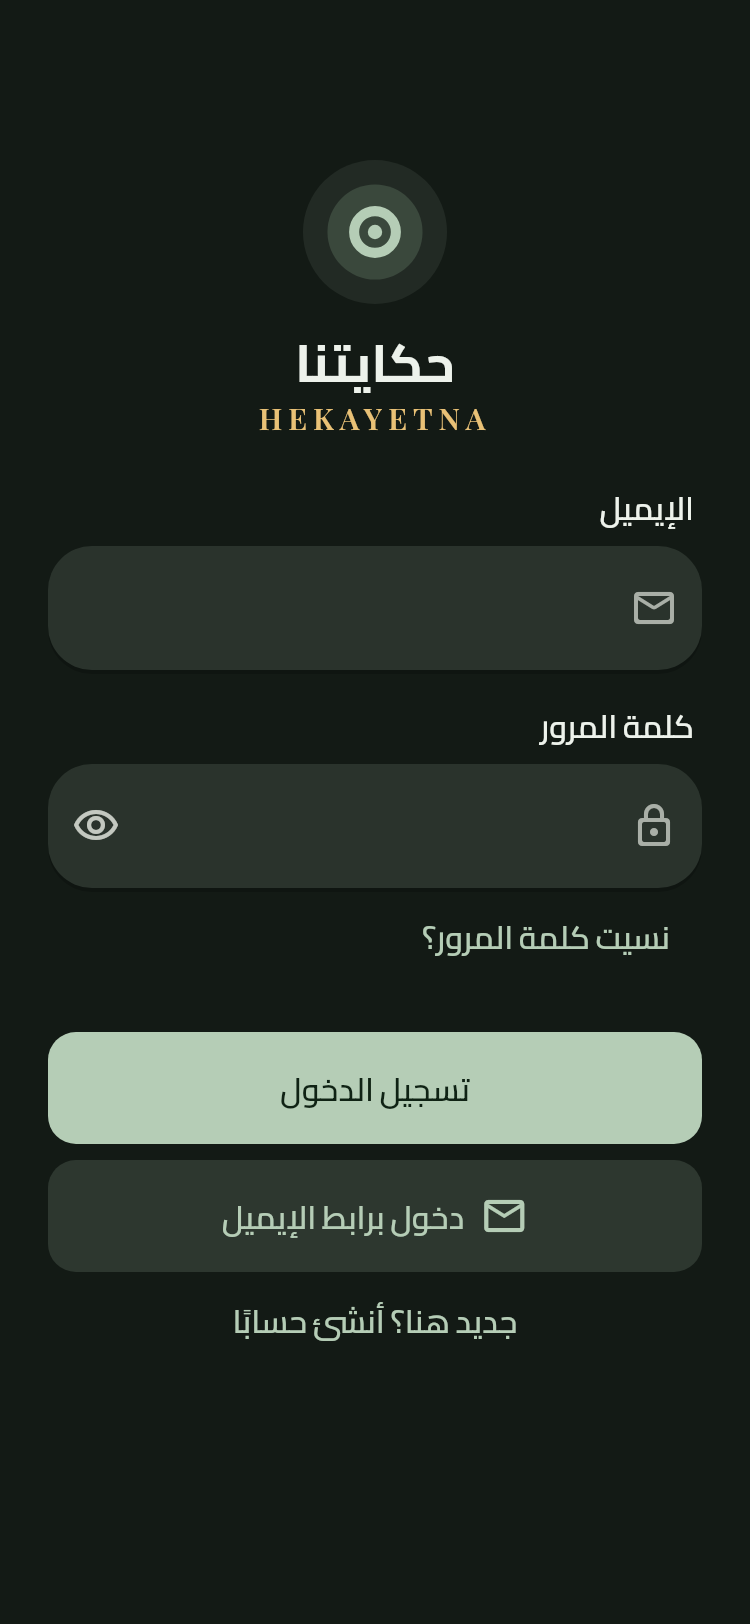 حكايتنا
HEKAYETNA
الإيميل
كلمة المرور
نسيت كلمة المرور؟
تسجيل الدخول
دخول برابط الإيميل
جديد هنا؟ أنشئ حسابًا